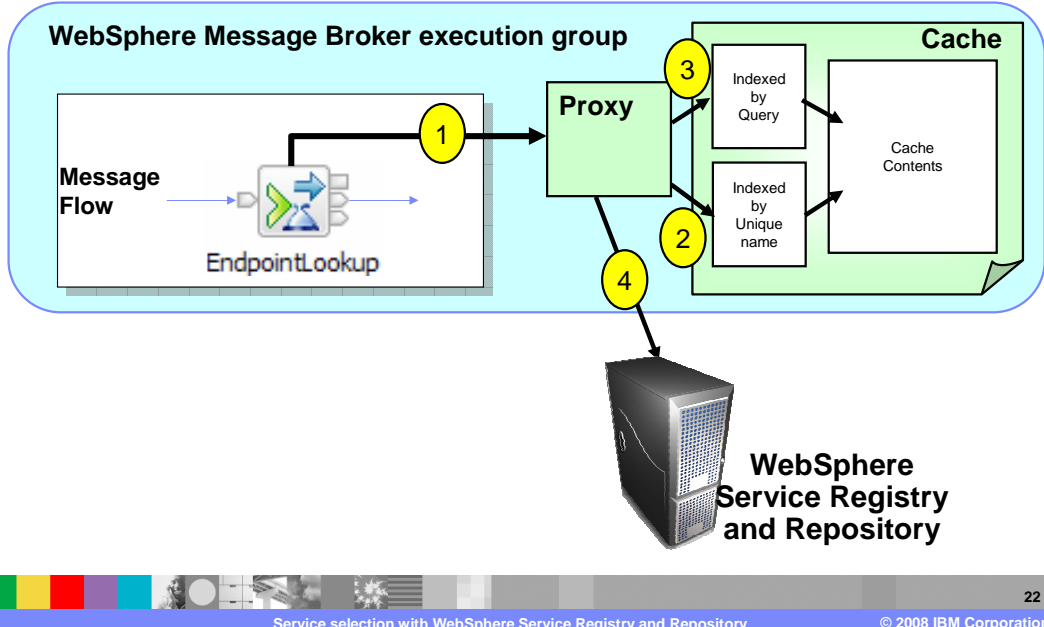 WebSphere Message Broker execution group
Cache
3
Indexed
by
Query
Proxy
1
Cache
Contents
Message
Flow
Indexed
by
Unique
name
2
EndpointLookup
4
WebSphere
Service Registry
and Repository
22
Service selection with WebSphere Service Registry and Repository
© 2008 IBM Corporation